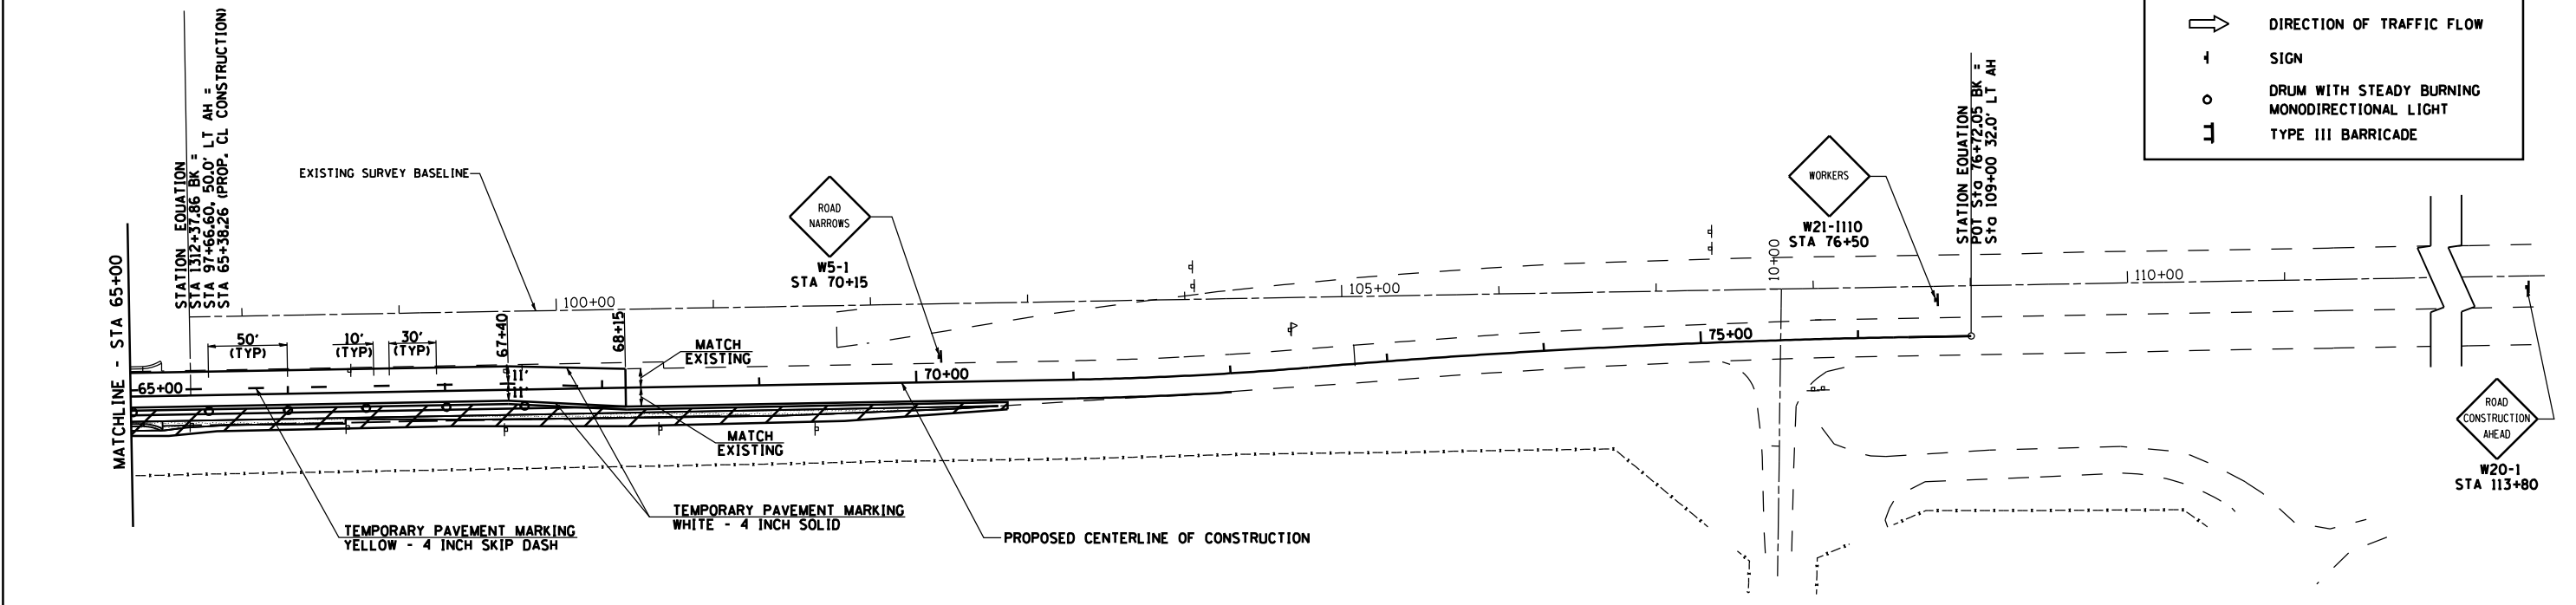 STATION EQUATION
STA 1312+37.86 BK =
STA 97+66.60, 50.0' LT AH =
STA 65+38.26 (PROP. CL CONSTRUCTION)
MATCHLINE - STA 65+00
EXISTING SURVEY BASELINE
50'
(TYP)
10'
(TYP)
30'
(TYP)
67+40
68+15
100+00
105+00
110+00
10+00
65+00
70+00
75+00
11'
11'
MATCH
EXISTING
MATCH
EXISTING
ROAD
NARROWS
W5-1
STA 70+15
WORKERS
W21-1110
STA 76+50
STATION EQUATION
POT Sta 76+72.05 BK =
Sta 109+00 32.0' LT AH
DIRECTION OF TRAFFIC FLOW
SIGN
DRUM WITH STEADY BURNING
MONODIRECTIONAL LIGHT
TYPE III BARRICADE
ROAD
CONSTRUCTION
AHEAD
W20-1
STA 113+80
TEMPORARY PAVEMENT MARKING
YELLOW - 4 INCH SKIP DASH
TEMPORARY PAVEMENT MARKING
WHITE - 4 INCH SOLID
PROPOSED CENTERLINE OF CONSTRUCTION